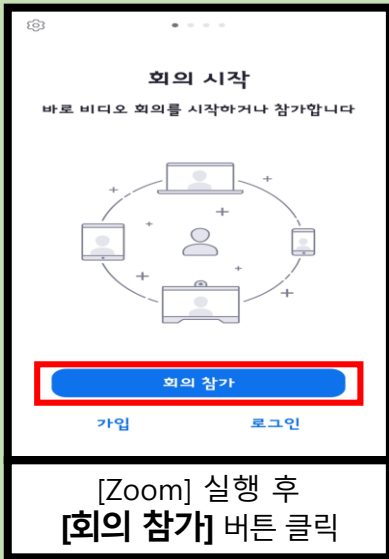 회의 시작
바로 비디오 회의를 시작하거나 참가합니다
회의 참가
가입 로그인
[Zoom] 실행 후
[회의 참가] 버튼 클릭